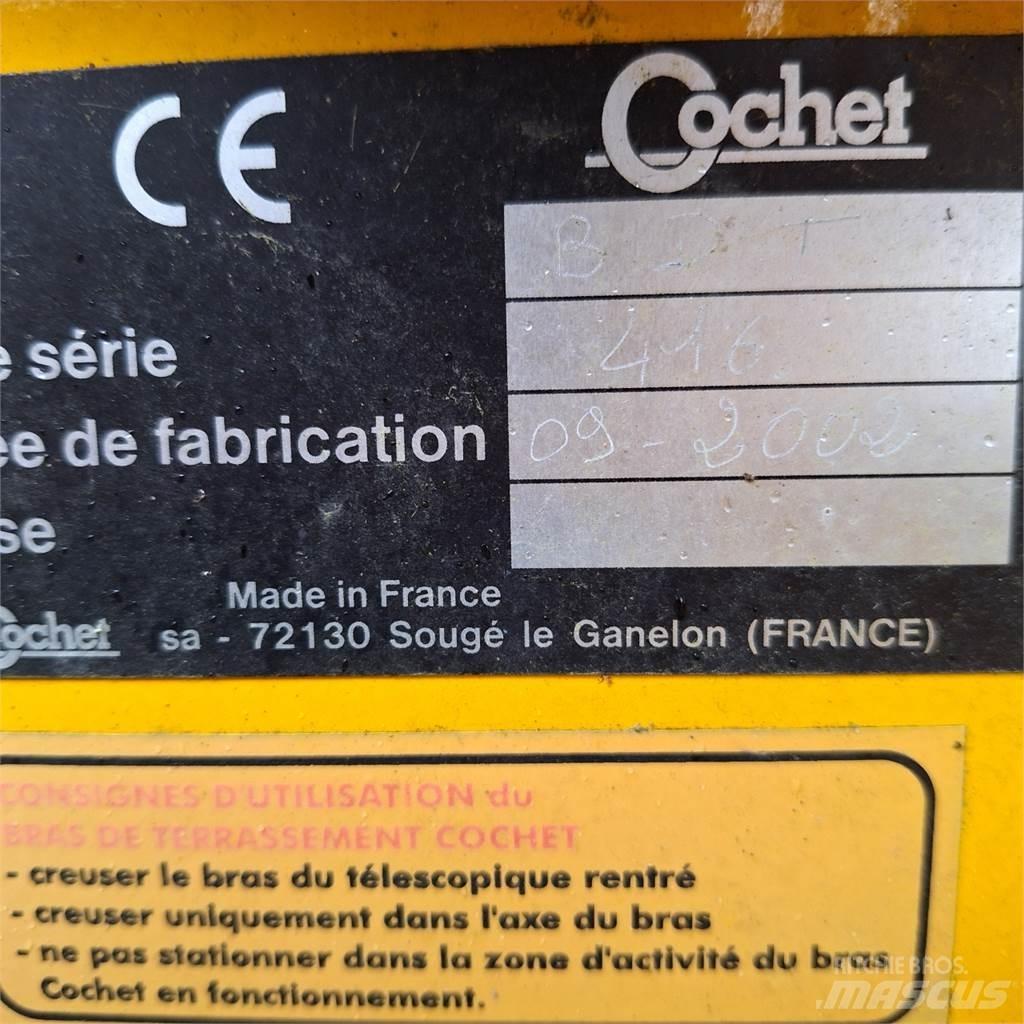 CE Cochet
B D T
e série 416
ée de fabrication 09-2002
se
Made in France
Cochet sa - 72130 Sougé le Ganelon (FRANCE)
CONSIGNES D'UTILISATION du
BRAS DE TERRASSEMENT COCHET
- creuser le bras du télescopique rentré
- creuser uniquement dans l'axe du bras
- ne pas stationner dans la zone d'activité du bras
Cochet en fonctionnement.
RITCHIE BROS.
MASCUS